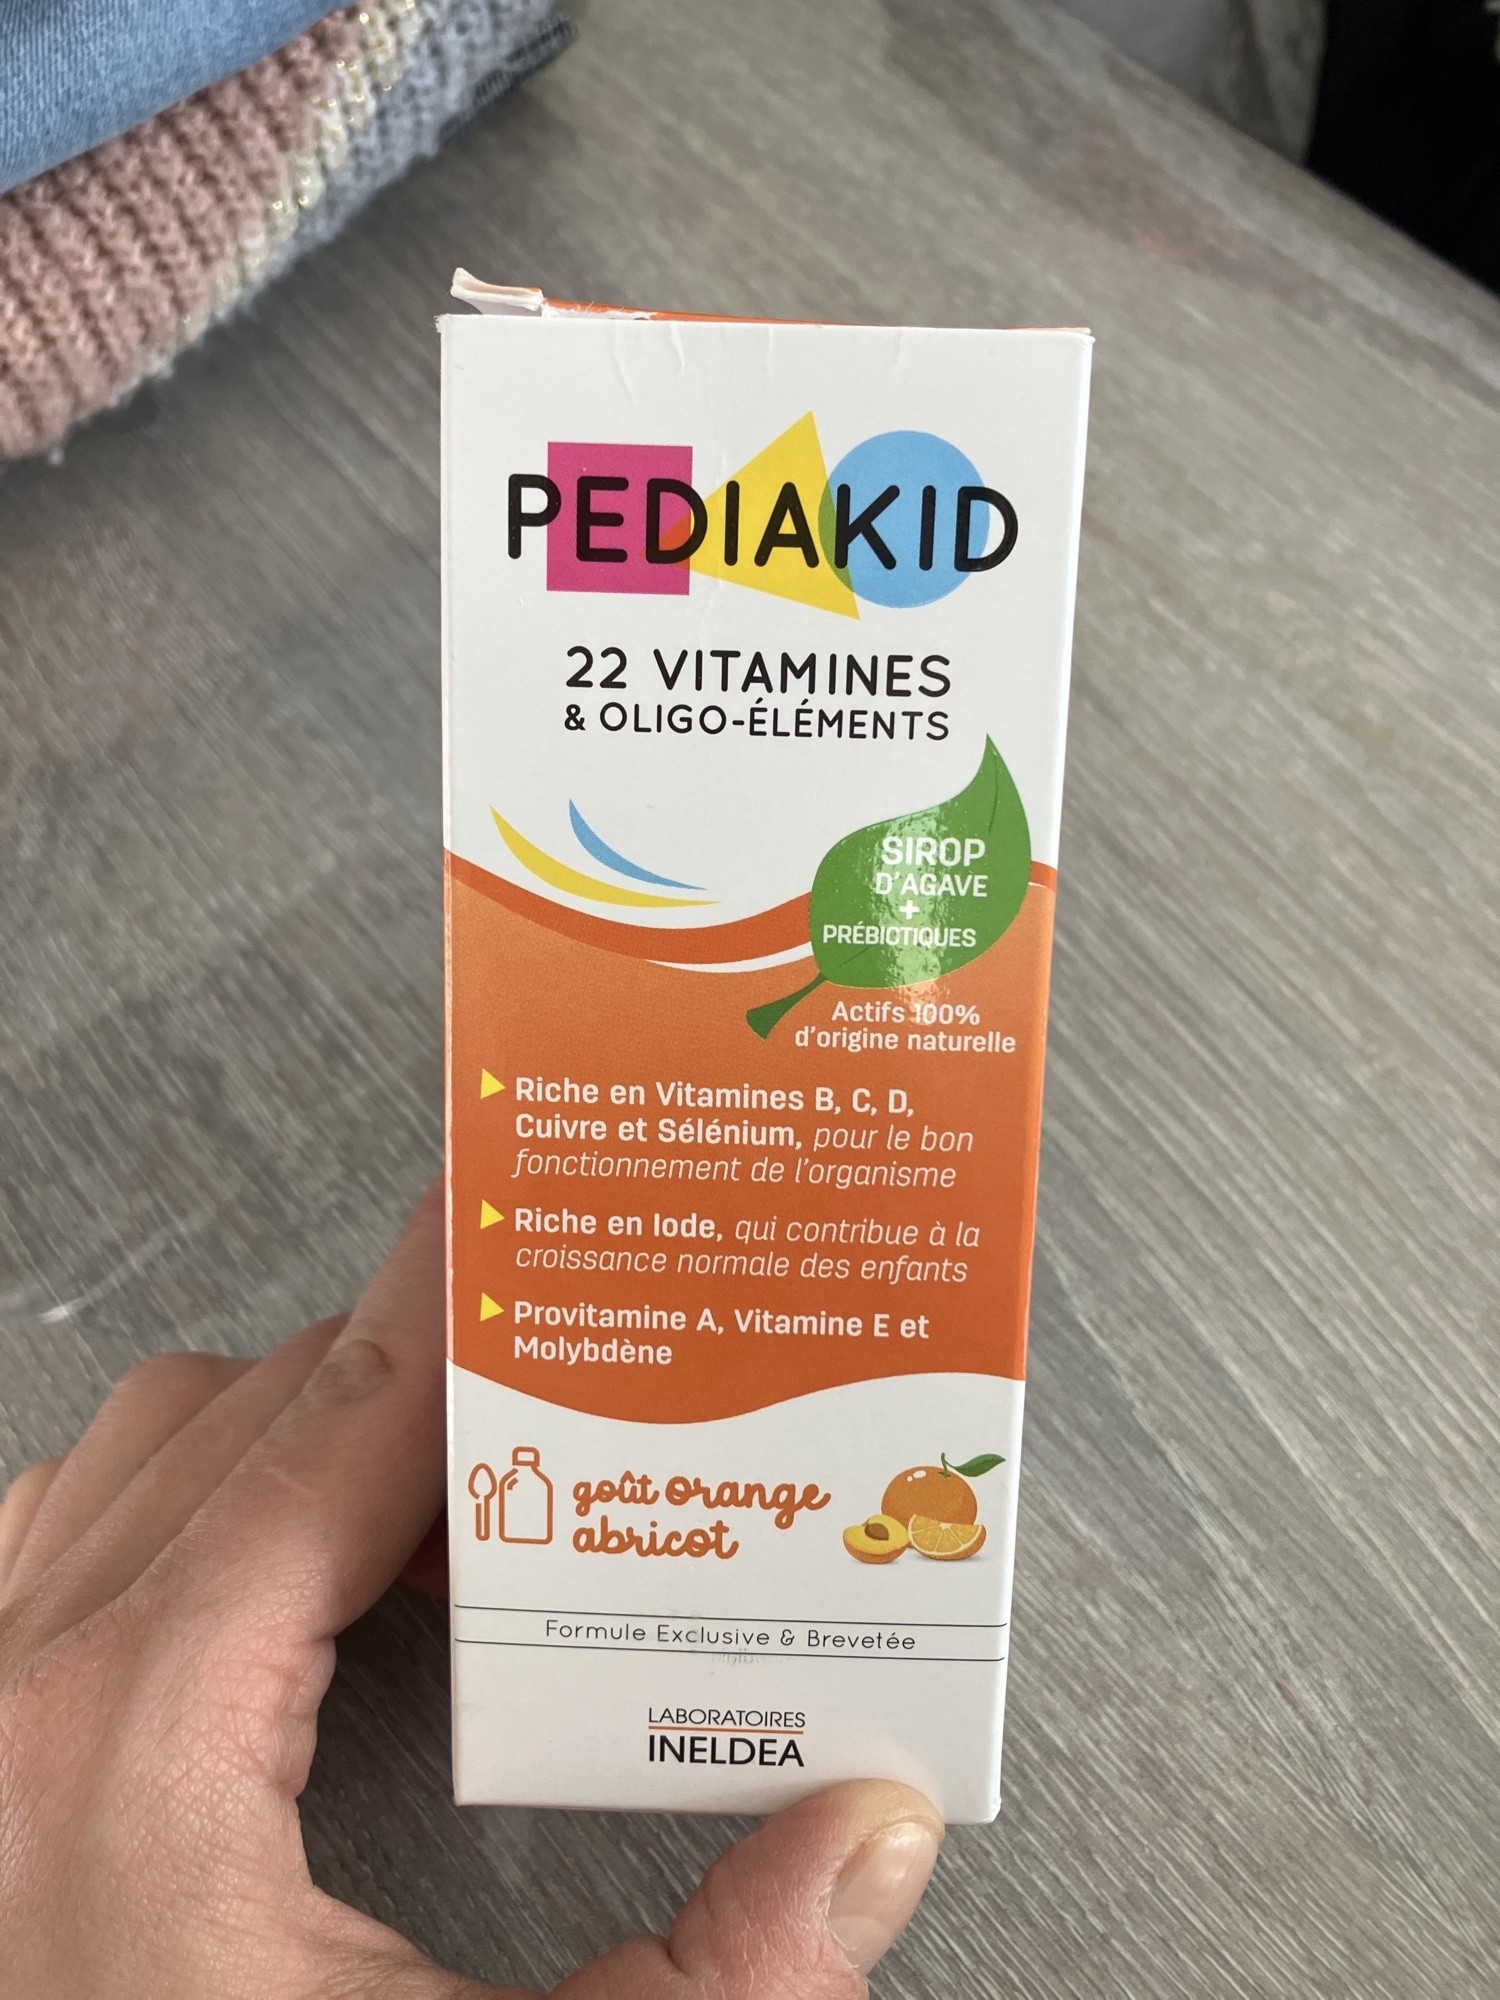 PEDIAKID
22 VITAMINES
& OLIGO-ÉLÉMENTS
SIROP
D'AGAVE
+
PRÉBIOTIQUES
Actifs 100%
d'origine naturelle
Riche en Vitamines B, C, D,
Cuivre et Sélénium, pour le bon
fonctionnement de l'organisme
Riche en Iode, qui contribue à la
croissance normale des enfants
Provitamine A, Vitamine E et
Molybdène
goût orange
abricot
Formule Exclusive & Brevetée
LABORATOIRES
INELDEA